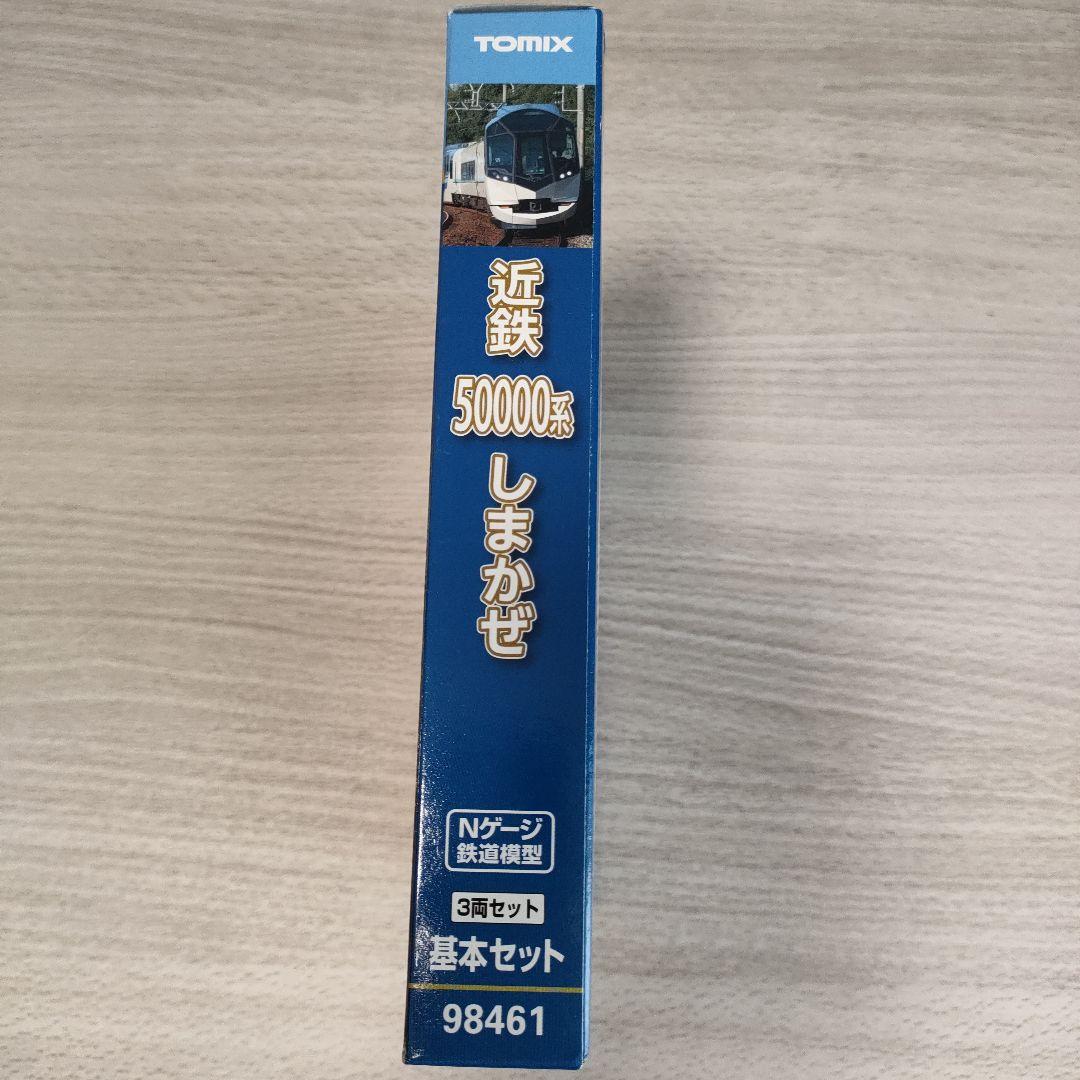 TOMIX
近鉄
50000系
しまかぜ
Nゲージ
鉄道模型
3両セット
基本セット
98461